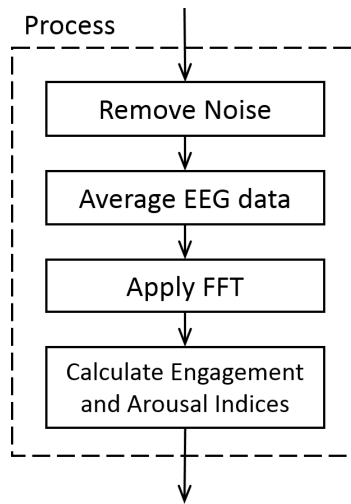 Process
Remove Noise
Average EEG data
Apply FFT
Calculate Engagement
and Arousal Indices